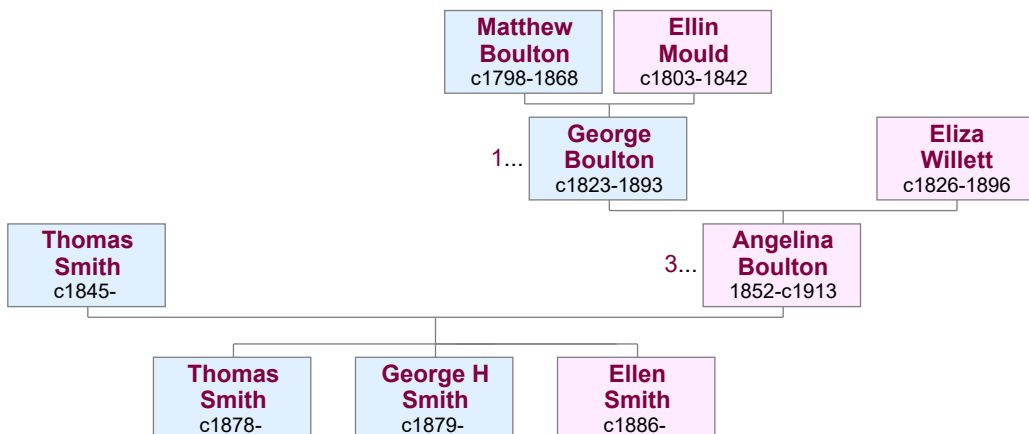 Matthew
Boulton
c1798-1868
Ellin
Mould
c1803-1842
1...
George
Boulton
c1823-1893
Eliza
Willett
c1826-1896
Thomas
Smith
c1845-
3...
Angelina
Boulton
1852-c1913
Thomas
Smith
c1878-
George H
Smith
c1879-
Ellen
Smith
c1886-